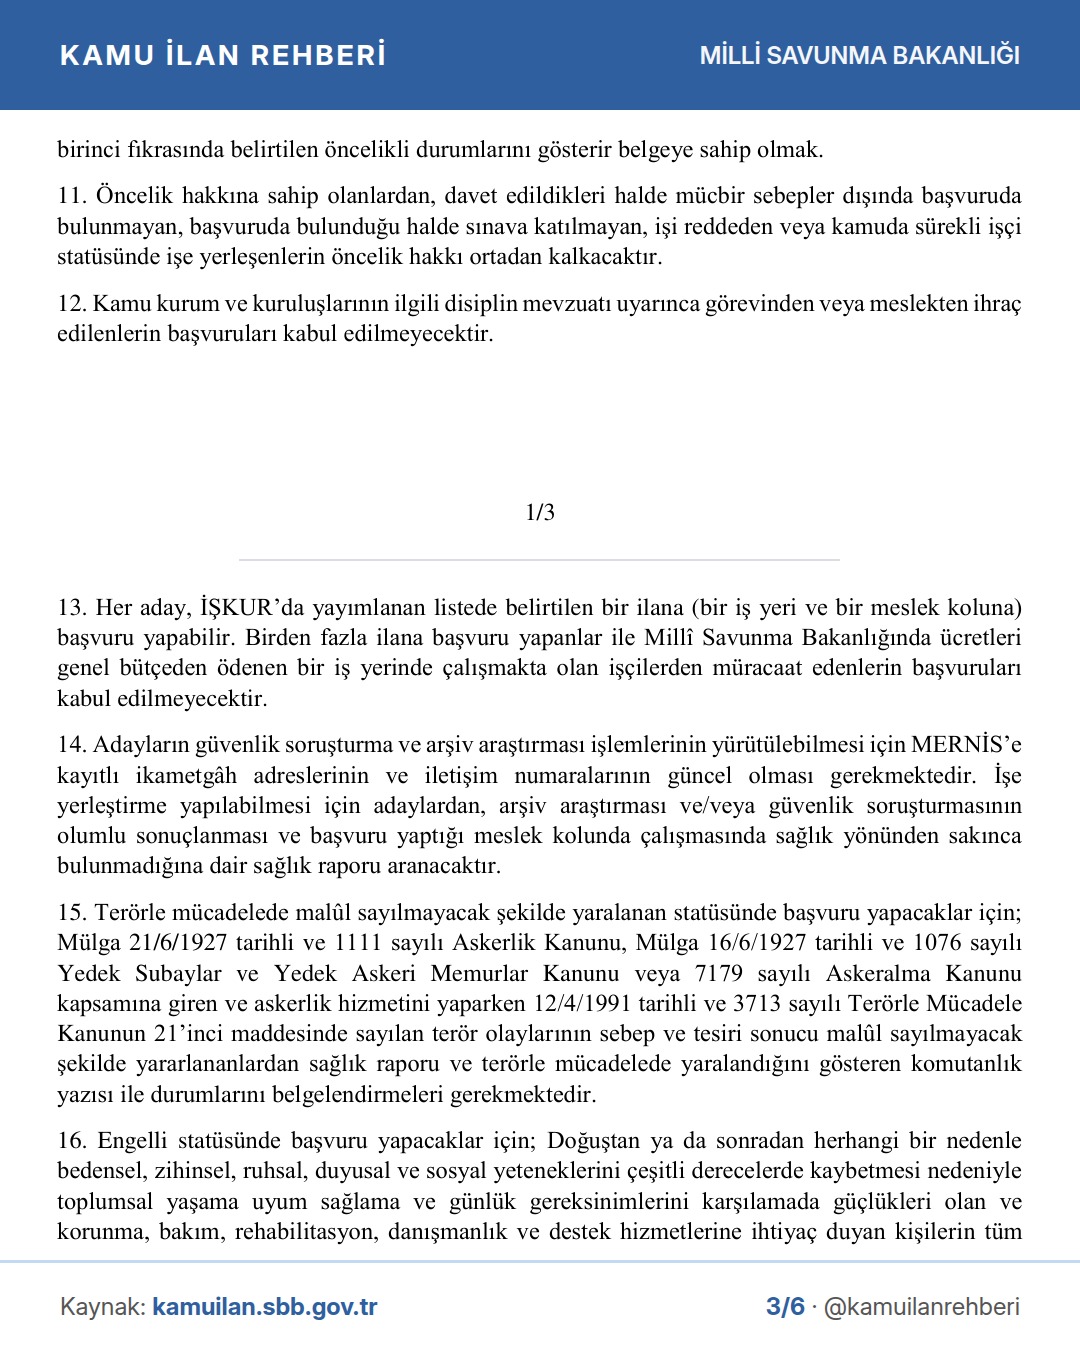 KAMU İLAN REHBERİ
MİLLİ SAVUNMA BAKANLIĞI
birinci fıkrasında belirtilen öncelikli durumlarını gösterir belgeye sahip olmak.
11. Öncelik hakkına sahip olanlardan, davet edildikleri halde mücbir sebepler dışında başvuruda
bulunmayan, başvuruda bulunduğu halde sınava katılmayan, işi reddeden veya kamuda sürekli işçi
statüsünde işe yerleşenlerin öncelik hakkı ortadan kalkacaktır.
12. Kamu kurum ve kuruluşlarının ilgili disiplin mevzuatı uyarınca görevinden veya meslekten ihraç
edilenlerin başvuruları kabul edilmeyecektir.
1/3
13. Her aday, İŞKUR’da yayımlanan listede belirtilen bir ilana (bir iş yeri ve bir meslek koluna)
başvuru yapabilir. Birden fazla ilana başvuru yapanlar ile Millî Savunma Bakanlığında ücretleri
genel bütçeden ödenen bir iş yerinde çalışmakta olan işçilerden müracaat edenlerin başvuruları
kabul edilmeyecektir.
14. Adayların güvenlik soruşturma ve arşiv araştırması işlemlerinin yürütülebilmesi için MERNİS’e
kayıtlı ikametgâh adreslerinin ve iletişim numaralarının güncel olması gerekmektedir. İşe
yerleştirme yapılabilmesi için adaylardan, arşiv araştırması ve/veya güvenlik soruşturmasının
olumlu sonuçlanması ve başvuru yaptığı meslek kolunda çalışmasında sağlık yönünden sakınca
bulunmadığına dair sağlık raporu aranacaktır.
15. Terörle mücadelede malûl sayılmayacak şekilde yaralanan statüsünde başvuru yapacaklar için;
Mülga 21/6/1927 tarihli ve 1111 sayılı Askerlik Kanunu, Mülga 16/6/1927 tarihli ve 1076 sayılı
Yedek Subaylar ve Yedek Askeri Memurlar Kanunu veya 7179 sayılı Askeralma Kanunu
kapsamına giren ve askerlik hizmetini yaparken 12/4/1991 tarihli ve 3713 sayılı Terörle Mücadele
Kanunun 21’inci maddesinde sayılan terör olaylarının sebep ve tesiri sonucu malûl sayılmayacak
şekilde yararlananlardan sağlık raporu ve terörle mücadelede yaralandığını gösteren komutanlık
yazısı ile durumlarını belgelendirmeleri gerekmektedir.
16. Engelli statüsünde başvuru yapacaklar için; Doğuştan ya da sonradan herhangi bir nedenle
bedensel, zihinsel, ruhsal, duyusal ve sosyal yeteneklerini çeşitli derecelerde kaybetmesi nedeniyle
toplumsal yaşama uyum sağlama ve günlük gereksinimlerini karşılamada güçlükleri olan ve
korunma, bakım, rehabilitasyon, danışmanlık ve destek hizmetlerine ihtiyaç duyan kişilerin tüm
Kaynak: kamuilan.sbb.gov.tr
3/6 · @kamuilanrehberi